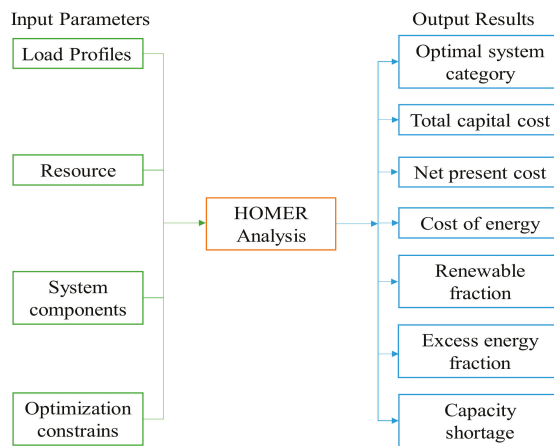 Input Parameters
Load Profiles
Resource
System
components
Optimization
constrains
HOMER
Analysis
Output Results
Optimal system
category
Total capital cost
Net present cost
Cost of energy
Renewable
fraction
Excess energy
fraction
Capacity
shortage